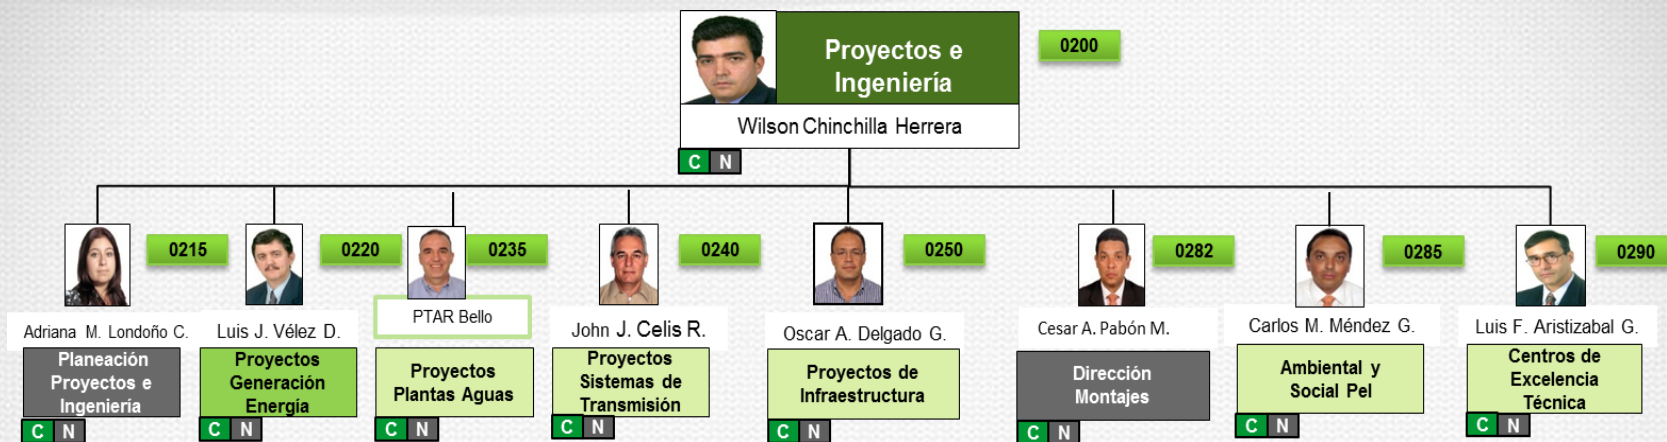 Proyectos e
Ingeniería
0200
Wilson Chinchilla Herrera
C N
0215
0220
0235
0240
0250
0282
0285
0290
Adriana M. Londoño C.
Planeación
Proyectos e
Ingeniería
C N
Luis J. Vélez D.
Proyectos
Generación
Energía
C N
PTAR Bello
Proyectos
Plantas Aguas
C N
John J. Celis R.
Proyectos
Sistemas de
Transmisión
C N
Oscar A. Delgado G.
Proyectos de
Infraestructura
C N
Cesar A. Pabón M.
Dirección
Montajes
C N
Carlos M. Méndez G.
Ambiental y
Social Pel
C N
Luis F. Aristizabal G.
Centros de
Excelencia
Técnica
C N